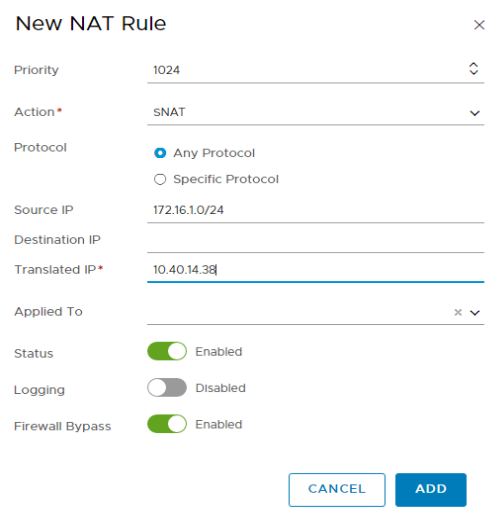 New NAT Rule
Priority 1024
Action* SNAT
Protocol Any Protocol
Specific Protocol
Source IP 172.16.1.0/24
Destination IP
Translated IP* 10.40.14.38
Applied To
Status Enabled
Logging Disabled
Firewall Bypass Enabled
CANCEL ADD